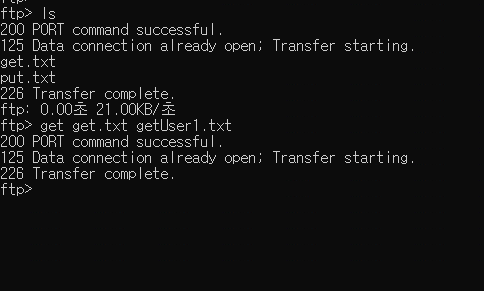 ftp> ls
200 PORT command successful.
125 Data connection already open; Transfer starting.
get.txt
put.txt
226 Transfer complete.
ftp: 0.00초 21.00KB/초
ftp> get get.txt getUser1.txt
200 PORT command successful.
125 Data connection already open; Transfer starting.
226 Transfer complete.
ftp>